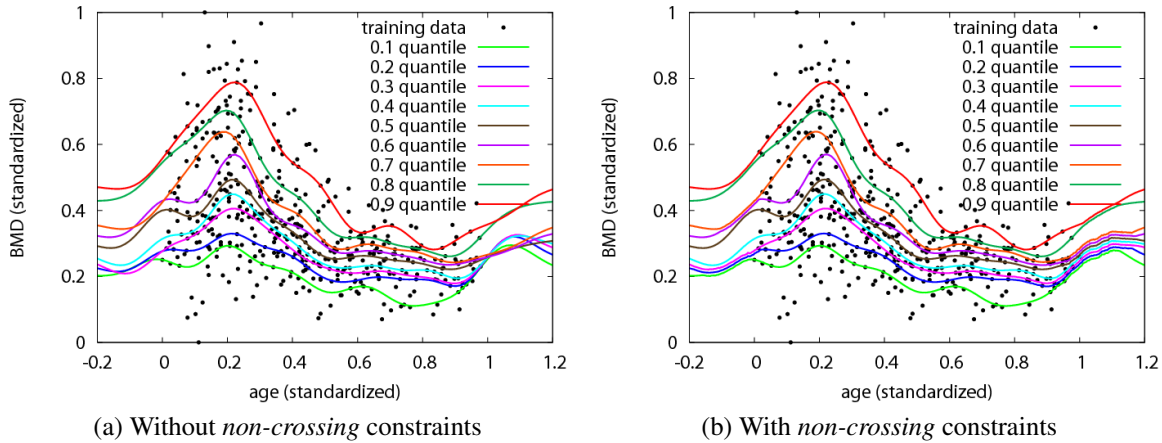 training data
0.1 quantile
0.2 quantile
0.3 quantile
0.4 quantile
0.5 quantile
0.6 quantile
0.7 quantile
0.8 quantile
0.9 quantile
1
0.8
0.6
0.4
0.2
0
BMD (standardized)
-0.2 0 0.2 0.4 0.6 0.8 1 1.2
age (standardized)
(a) Without non-crossing constraints
training data
0.1 quantile
0.2 quantile
0.3 quantile
0.4 quantile
0.5 quantile
0.6 quantile
0.7 quantile
0.8 quantile
0.9 quantile
1
0.8
0.6
0.4
0.2
0
BMD (standardized)
-0.2 0 0.2 0.4 0.6 0.8 1 1.2
age (standardized)
(b) With non-crossing constraints